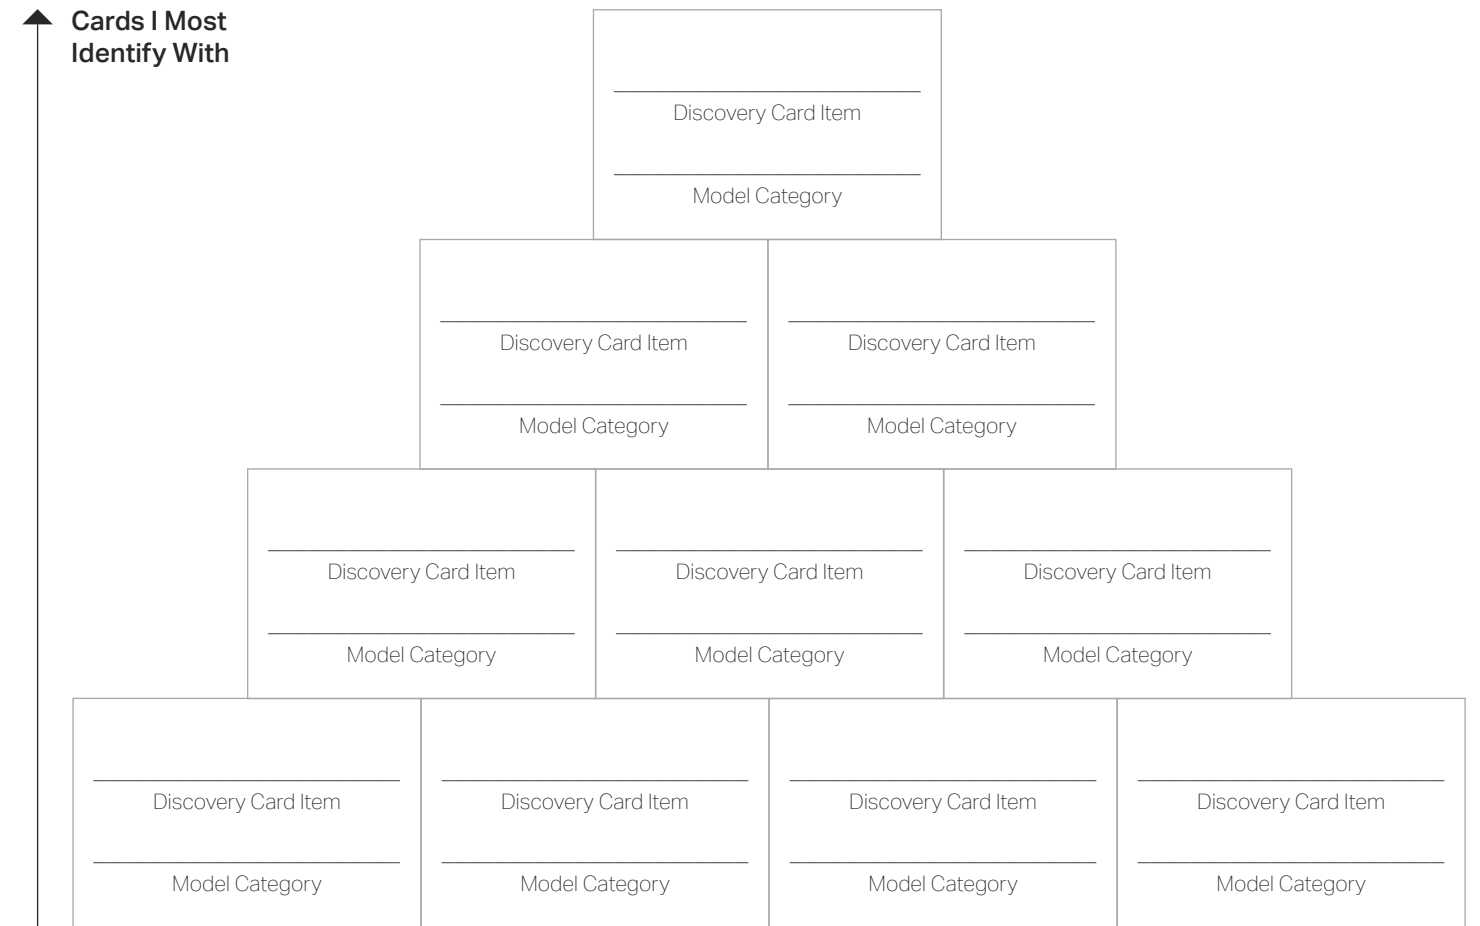 Cards I Most
Identify With
Discovery Card Item
Model Category
Discovery Card Item Discovery Card Item
Model Category Model Category
Discovery Card Item Discovery Card Item Discovery Card Item
Model Category Model Category Model Category
Discovery Card Item Discovery Card Item Discovery Card Item Discovery Card Item
Model Category Model Category Model Category Model Category